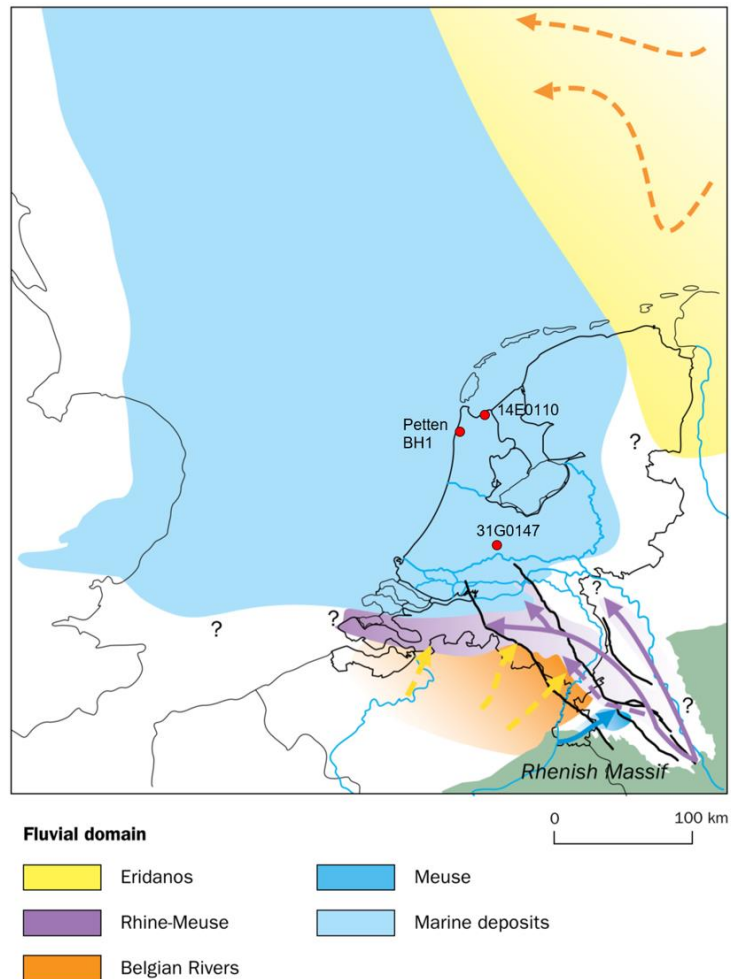 14E0110
Petten
BH1
?
31G0147
?
?
?
?
Rhenish Massif
Fluvial domain
0 100 km
Eridanos
Meuse
Rhine-Meuse
Marine deposits
Belgian Rivers